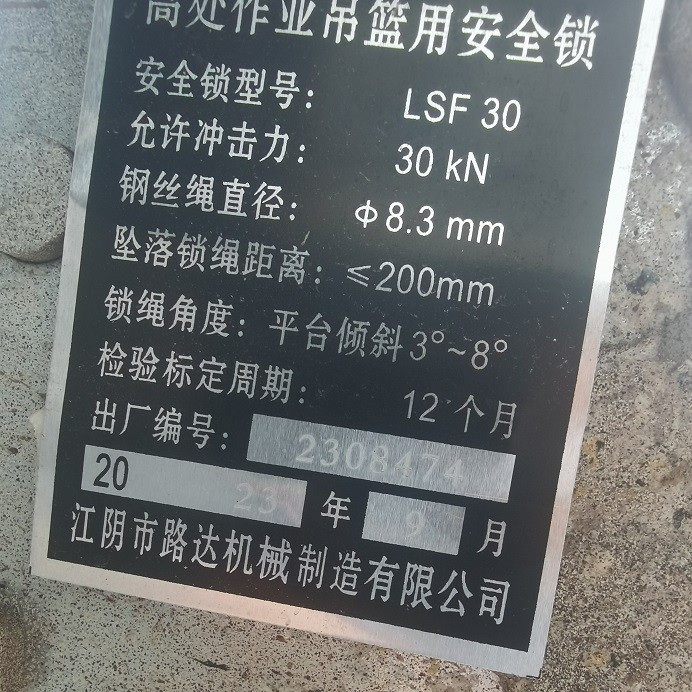 高处作业吊篮用安全锁
安全锁型号: LSF 30
允许冲击力: 30 kN
钢丝绳直径: Φ8.3 mm
坠落锁绳距离: ≤200mm
锁绳角度: 平台倾斜3°~8°
检验标定周期: 12 个月
出厂编号: 2308474
2023 年 9 月
江阴市路达机械制造有限公司